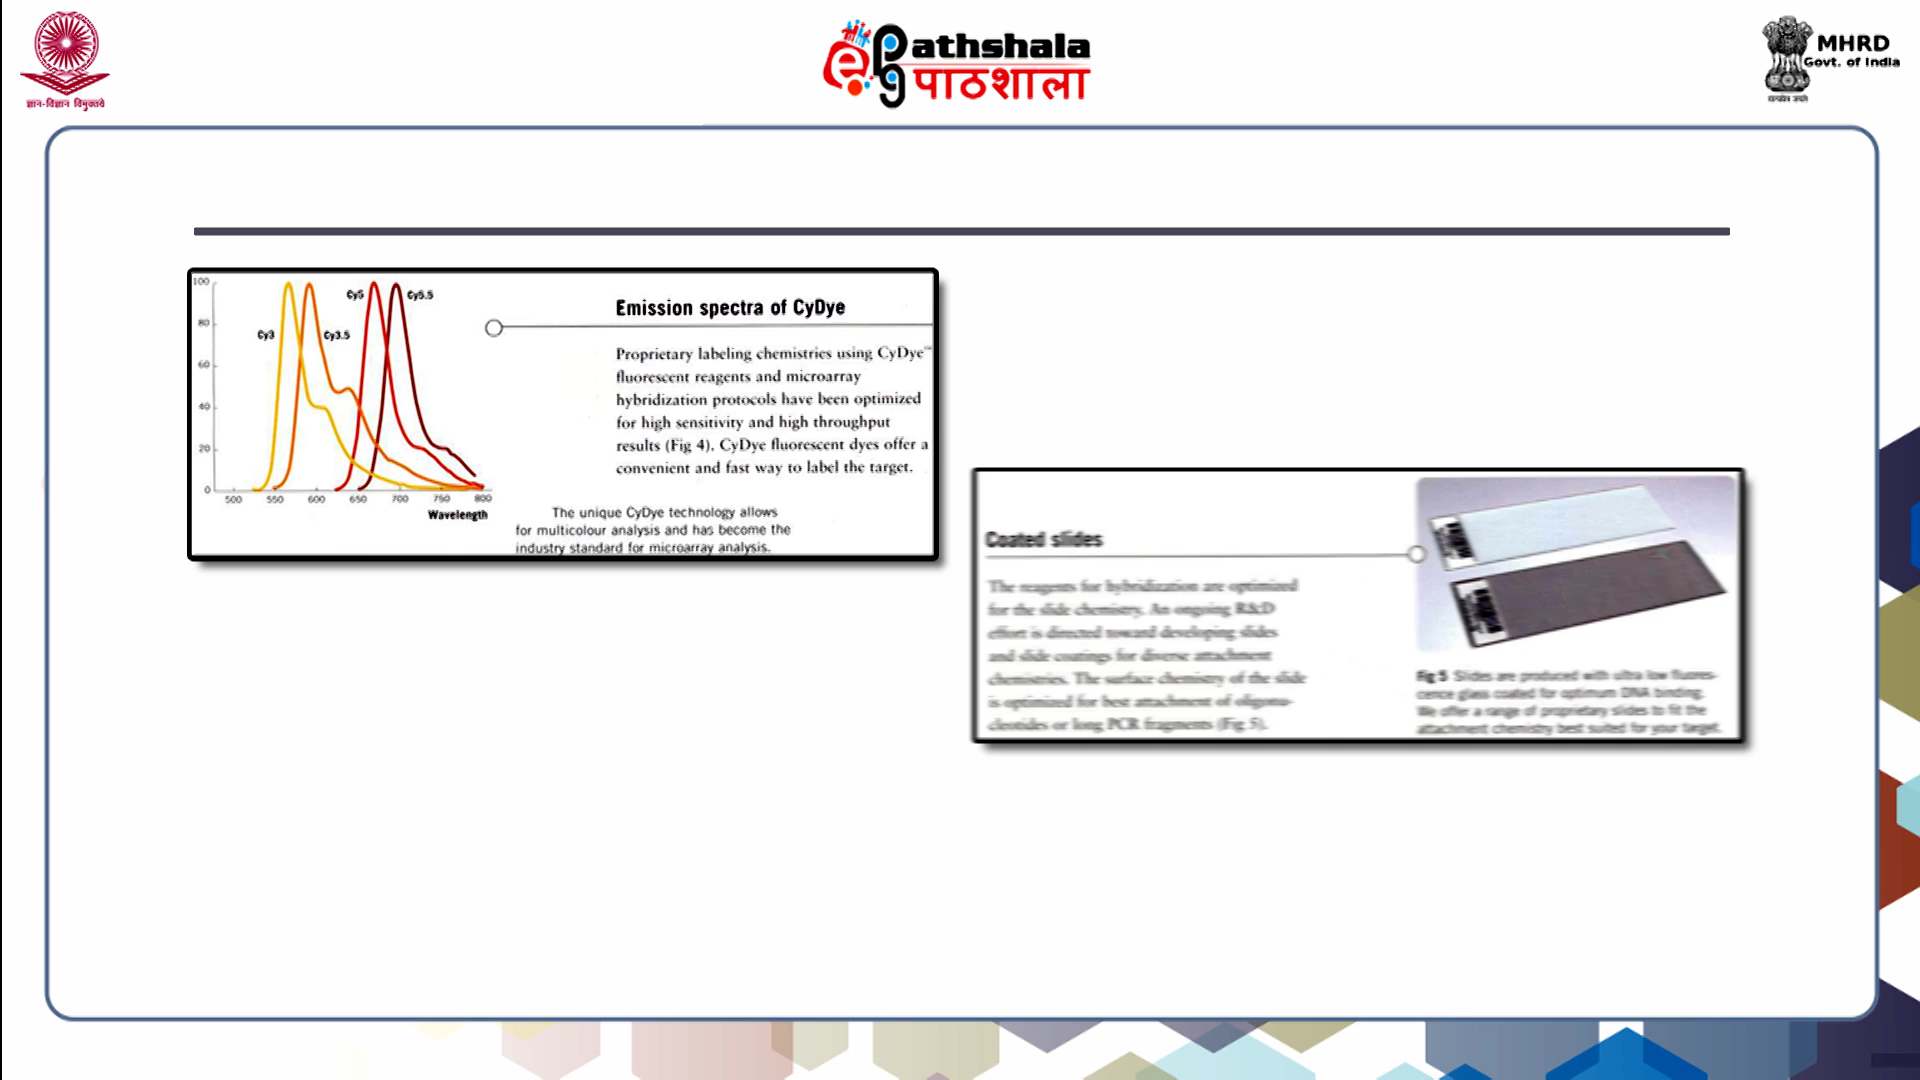 ज्ञान-विज्ञान विमुक्तये
ePG Pathshala
पाठशाला
MHRD
Govt. of India
100
80
60
40
20
0
Cy3
Cy3.5
Cy5
Cy5.5
500 550 600 650 700 750 800
Wavelength
Emission spectra of CyDye
Proprietary labeling chemistries using CyDye™
fluorescent reagents and microarray
hybridization protocols have been optimized
for high sensitivity and high throughput
results (Fig 4). CyDye fluorescent dyes offer a
convenient and fast way to label the target.
The unique CyDye technology allows
for multicolour analysis and has become the
industry standard for microarray analysis.
Coated slides
The reagents for hybridization are optimized
for the slide chemistry. An ongoing R&D
effort is directed toward developing slides
and slide coatings for diverse attachment
chemistries. The surface chemistry of the slide
is optimized for best attachment of oligonu-
cleotides or long PCR fragments (Fig 5).
Fig 5 Slides are produced with ultra low fluores-
cence glass coated for optimum DNA binding.
We offer a range of proprietary slides to fit the
attachment chemistry best suited for your target.